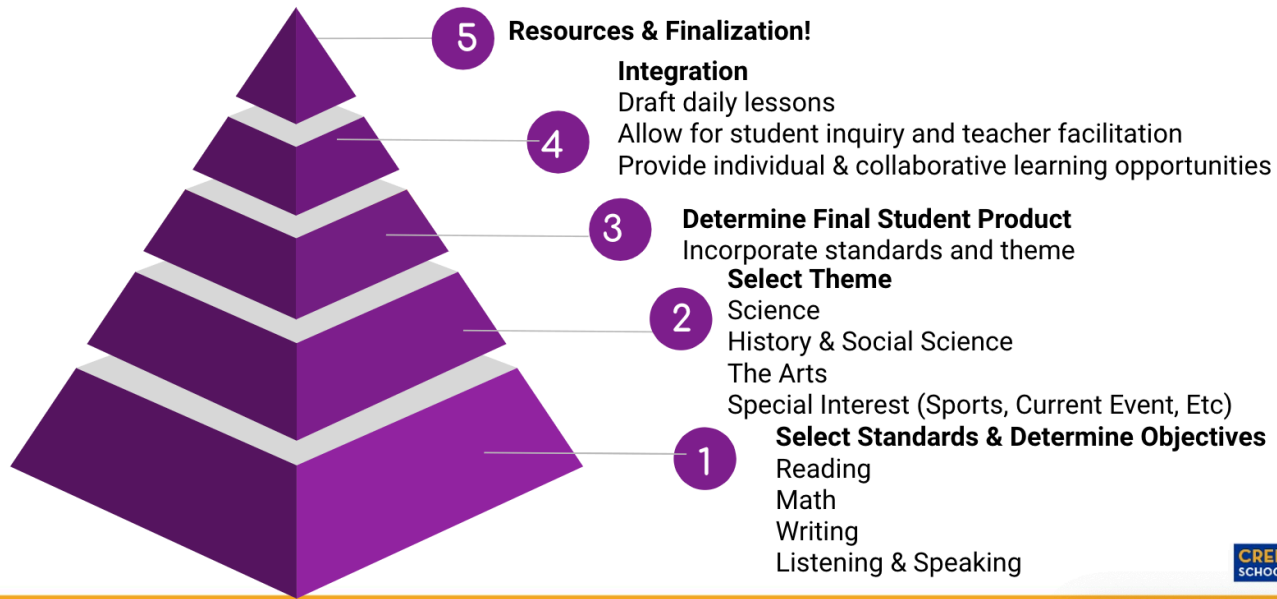 5
Resources & Finalization!
4
Integration
Draft daily lessons
Allow for student inquiry and teacher facilitation
Provide individual & collaborative learning opportunities
3
Determine Final Student Product
Incorporate standards and theme
2
Select Theme
Science
History & Social Science
The Arts
Special Interest (Sports, Current Event, Etc)
1
Select Standards & Determine Objectives
Reading
Math
Writing
Listening & Speaking